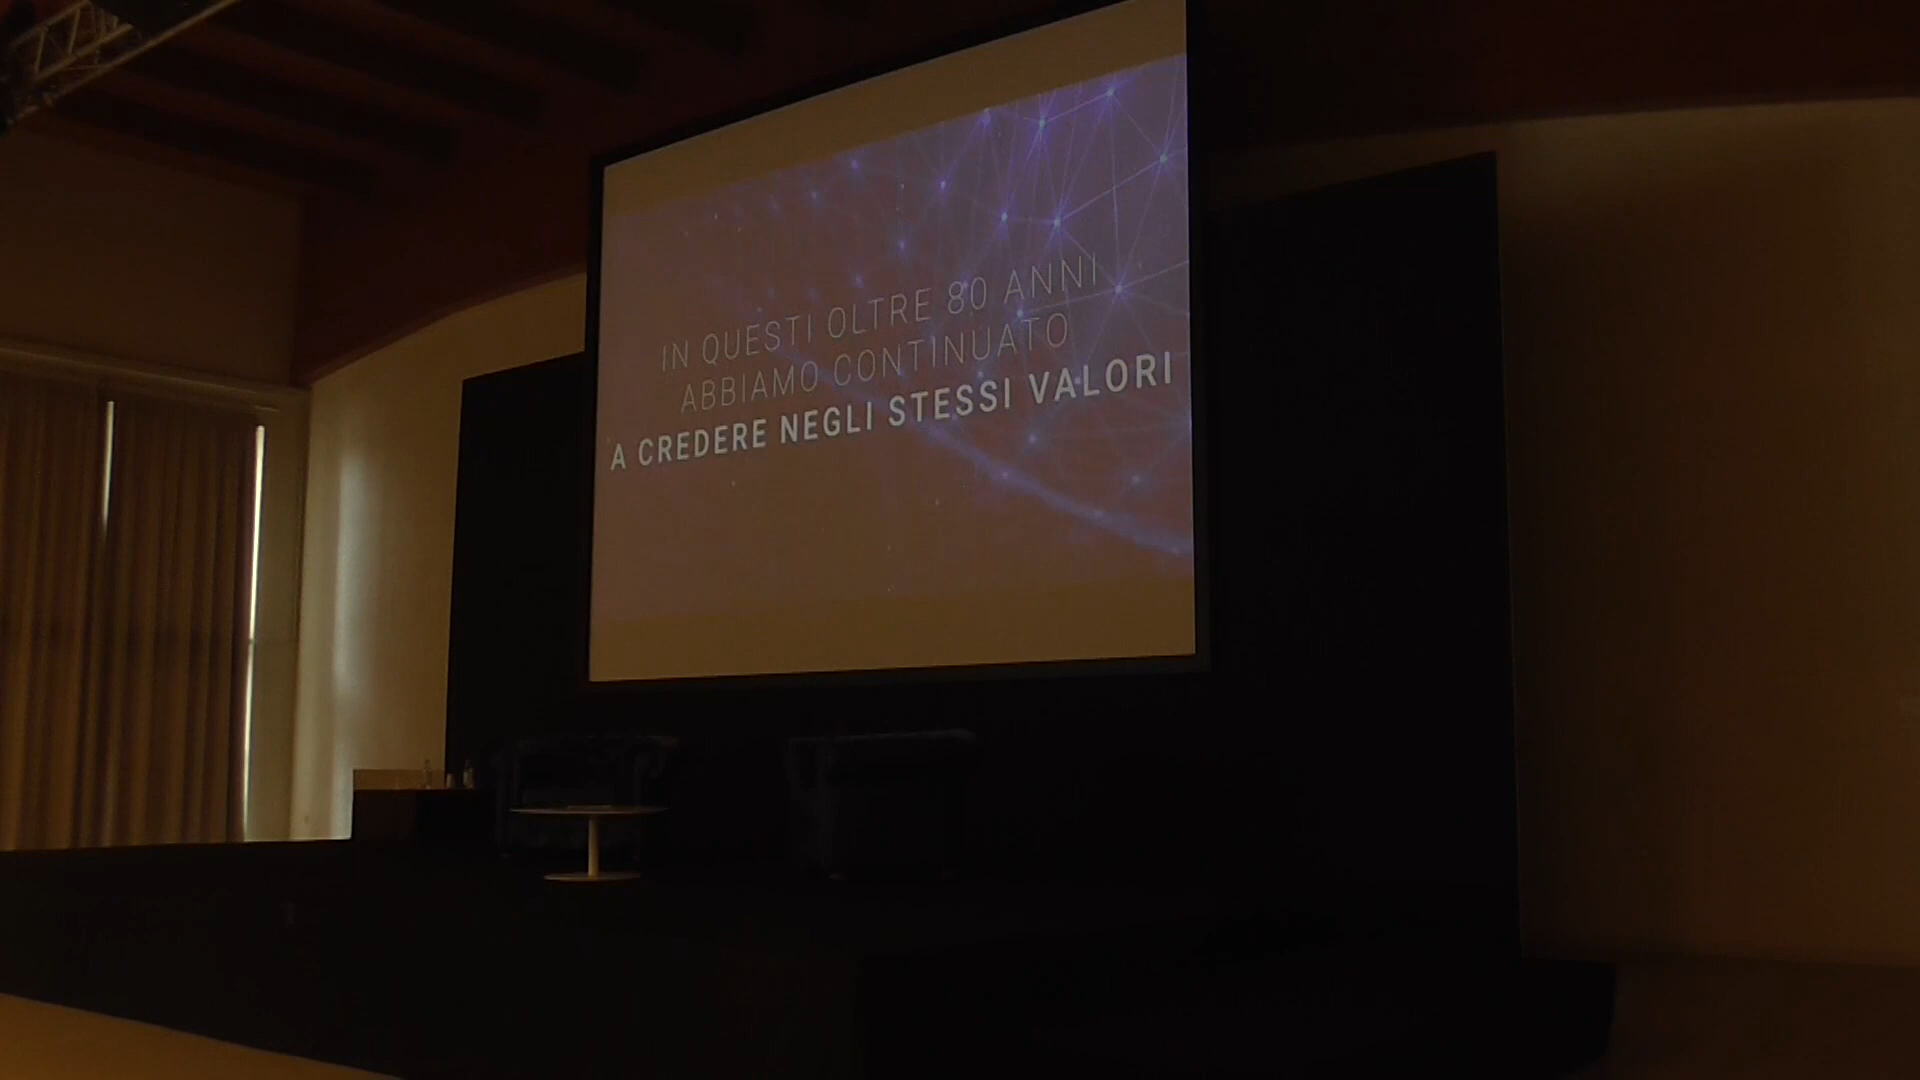 IN QUESTI OLTRE 80 ANNI
ABBIAMO CONTINUATO
A CREDERE NEGLI STESSI VALORI